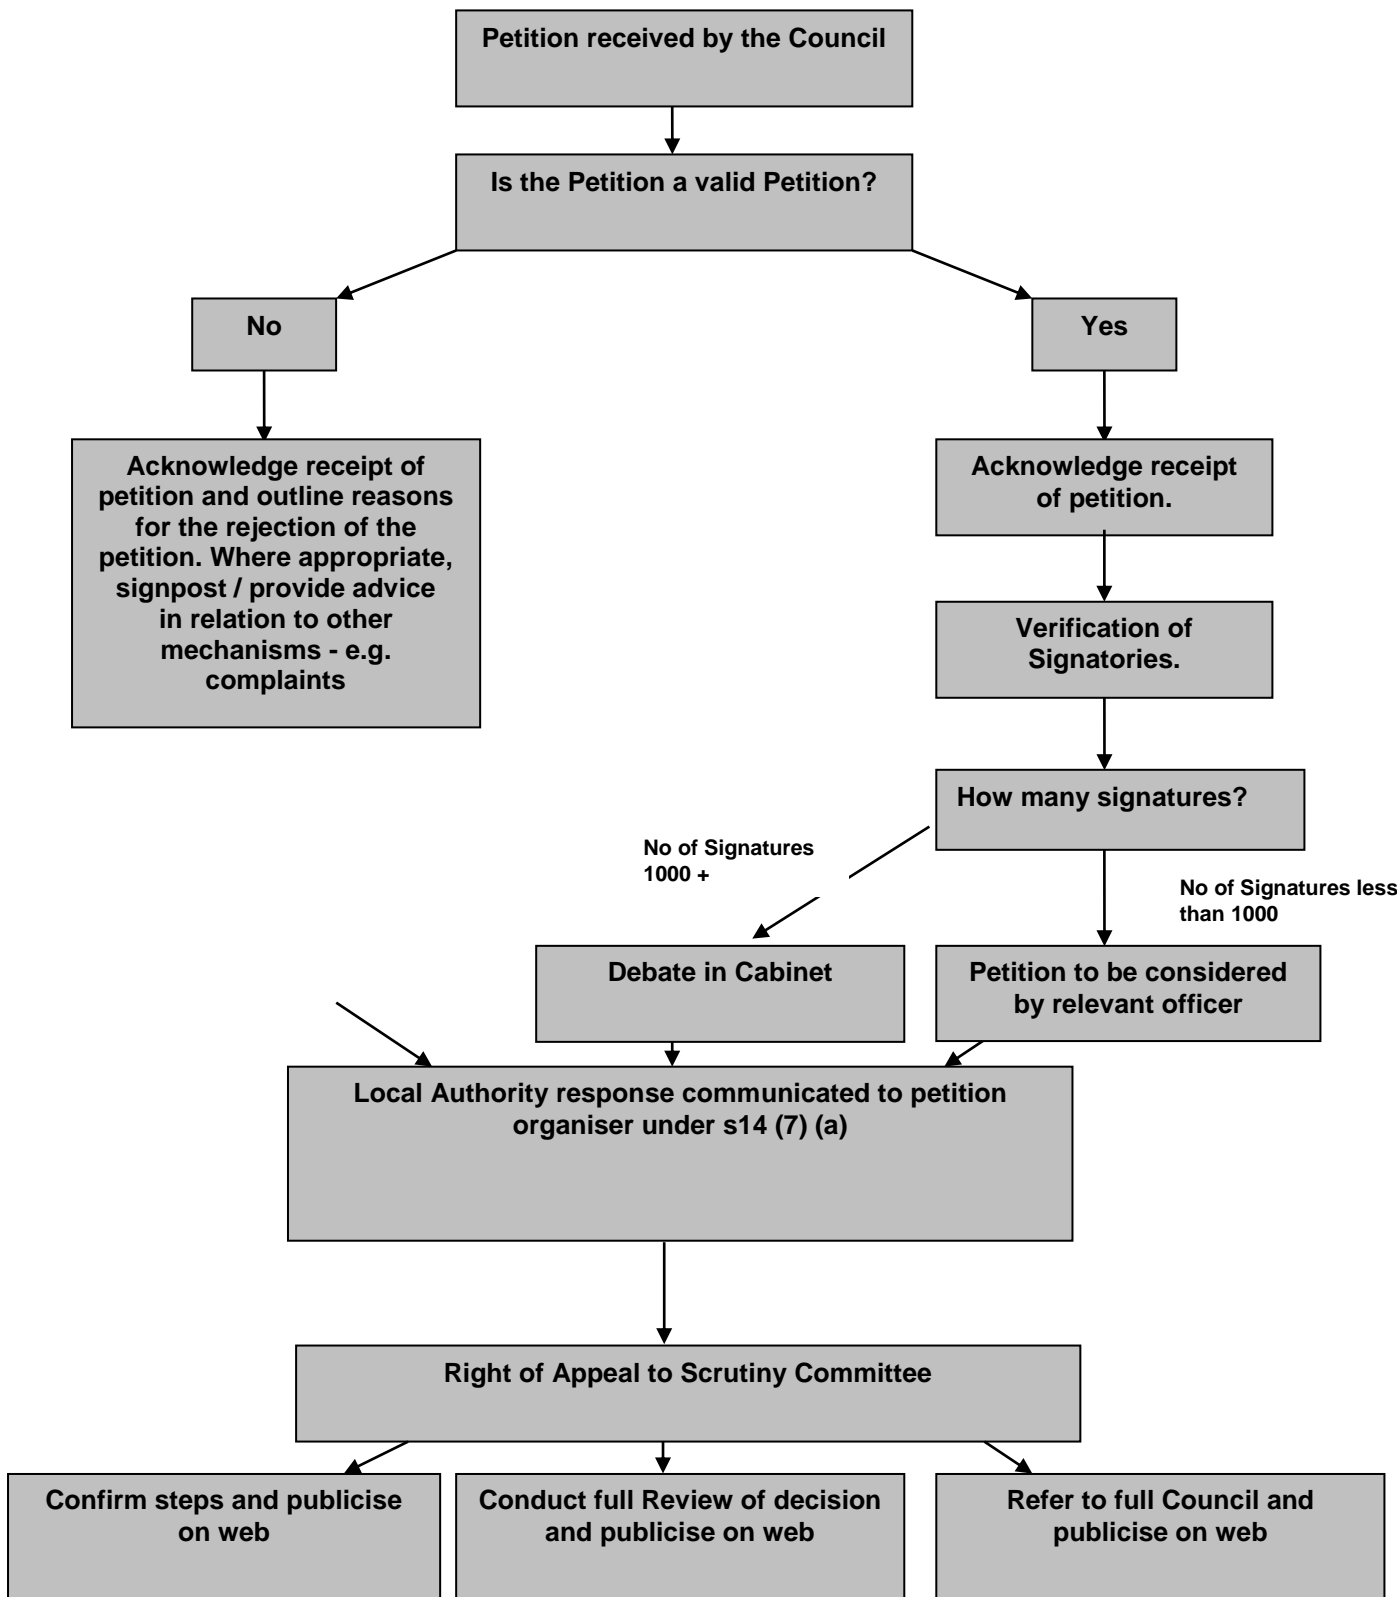 Petition received by the Council
Is the Petition a valid Petition?
No
Yes
Acknowledge receipt of
petition and outline reasons
for the rejection of the
petition. Where appropriate,
signpost / provide advice
in relation to other
mechanisms - e.g.
complaints
Acknowledge receipt
of petition.
Verification of
Signatories.
How many signatures?
No of Signatures
1000 +
No of Signatures less
than 1000
Debate in Cabinet
Petition to be considered
by relevant officer
Local Authority response communicated to petition
organiser under s14 (7) (a)
Right of Appeal to Scrutiny Committee
Confirm steps and publicise
on web
Conduct full Review of decision
and publicise on web
Refer to full Council and
publicise on web